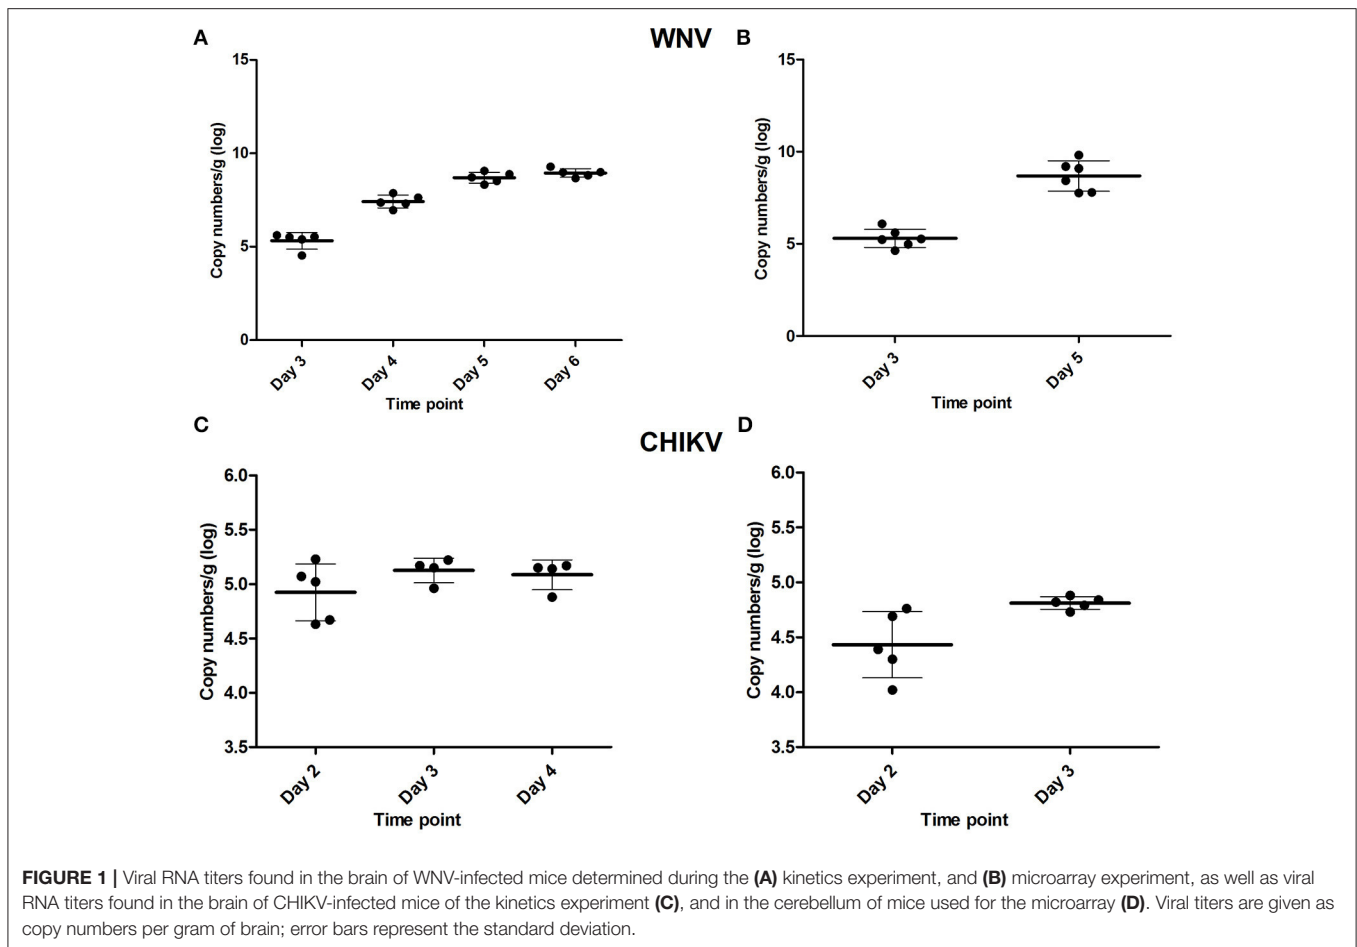 WNV
A
15
10
5
0
Copy numbers/g (log)
Day 3
Day 4
Day 5
Day 6
Time point
B
15
10
5
0
Copy numbers/g (log)
Day 3
Day 5
Time point
CHIKV
C
6.0
5.5
5.0
4.5
4.0
3.5
Copy numbers/g (log)
Day 2
Day 3
Day 4
Time point
D
6.0
5.5
5.0
4.5
4.0
3.5
Copy numbers/g (log)
Day 2
Day 3
Time point
FIGURE 1 | Viral RNA titers found in the brain of WNV-infected mice determined during the (A) kinetics experiment, and (B) microarray experiment, as well as viral
RNA titers found in the brain of CHIKV-infected mice of the kinetics experiment (C), and in the cerebellum of mice used for the microarray (D). Viral titers are given as
copy numbers per gram of brain; error bars represent the standard deviation.